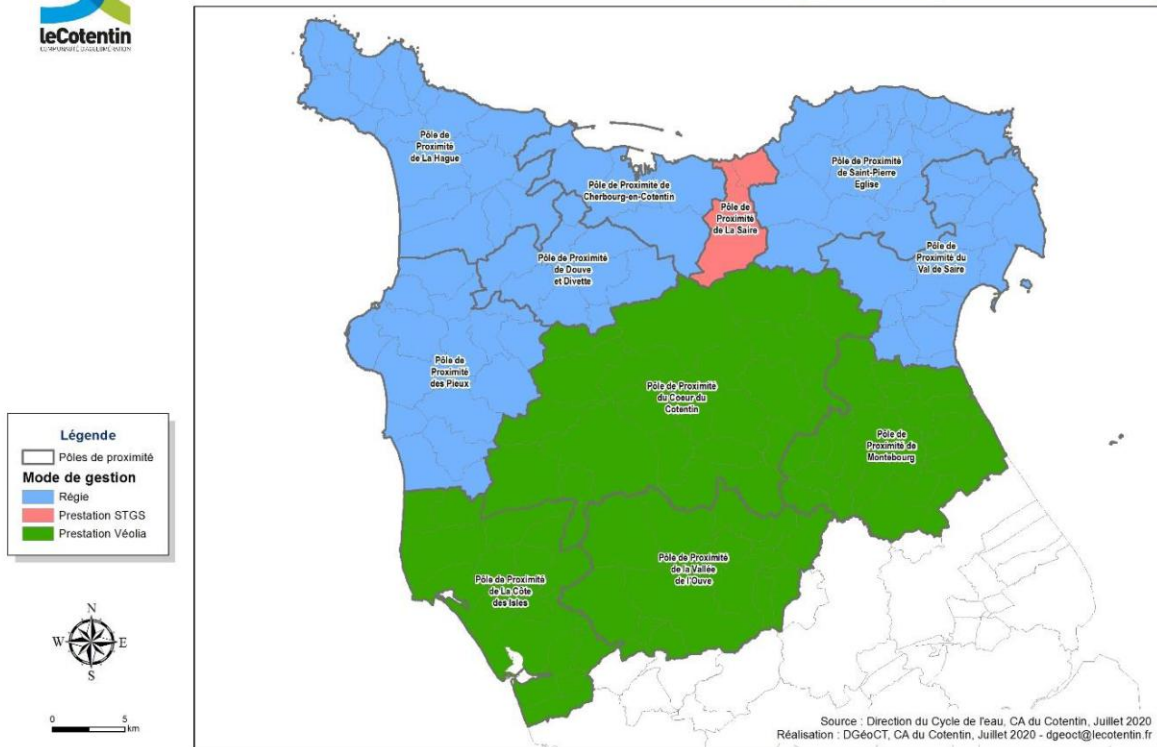 leCotentin
COMMUNAUTÉ D'AGGLOMÉRATION
Pôle de
Proximité
de La Hague
Pôle de Proximité de
Cherbourg-en-Cotentin
Pôle de
Proximité
de La Saire
Pôle de Proximité
de Saint-Pierre
Eglise
Pôle de
Proximité du
Val de Saire
Pôle de Proximité
de Douve
et Divette
Pôle de
Proximité
des Pieux
Pôle de Proximité
du Coeur du
Cotentin
Pôle de
Proximité de
Montebourg
Pôle de Proximité
de la Vallée
de l'Ouve
Pôle de Proximité
de La Côte
des Isles
Légende
Pôles de proximité
Mode de gestion
Régie
Prestation STGS
Prestation Véolia
N
W E
S
0 5
km
Source : Direction du Cycle de l'eau, CA du Cotentin, Juillet 2020
Réalisation : DGéoCT, CA du Cotentin, Juillet 2020 - dgeoct@lecotentin.fr